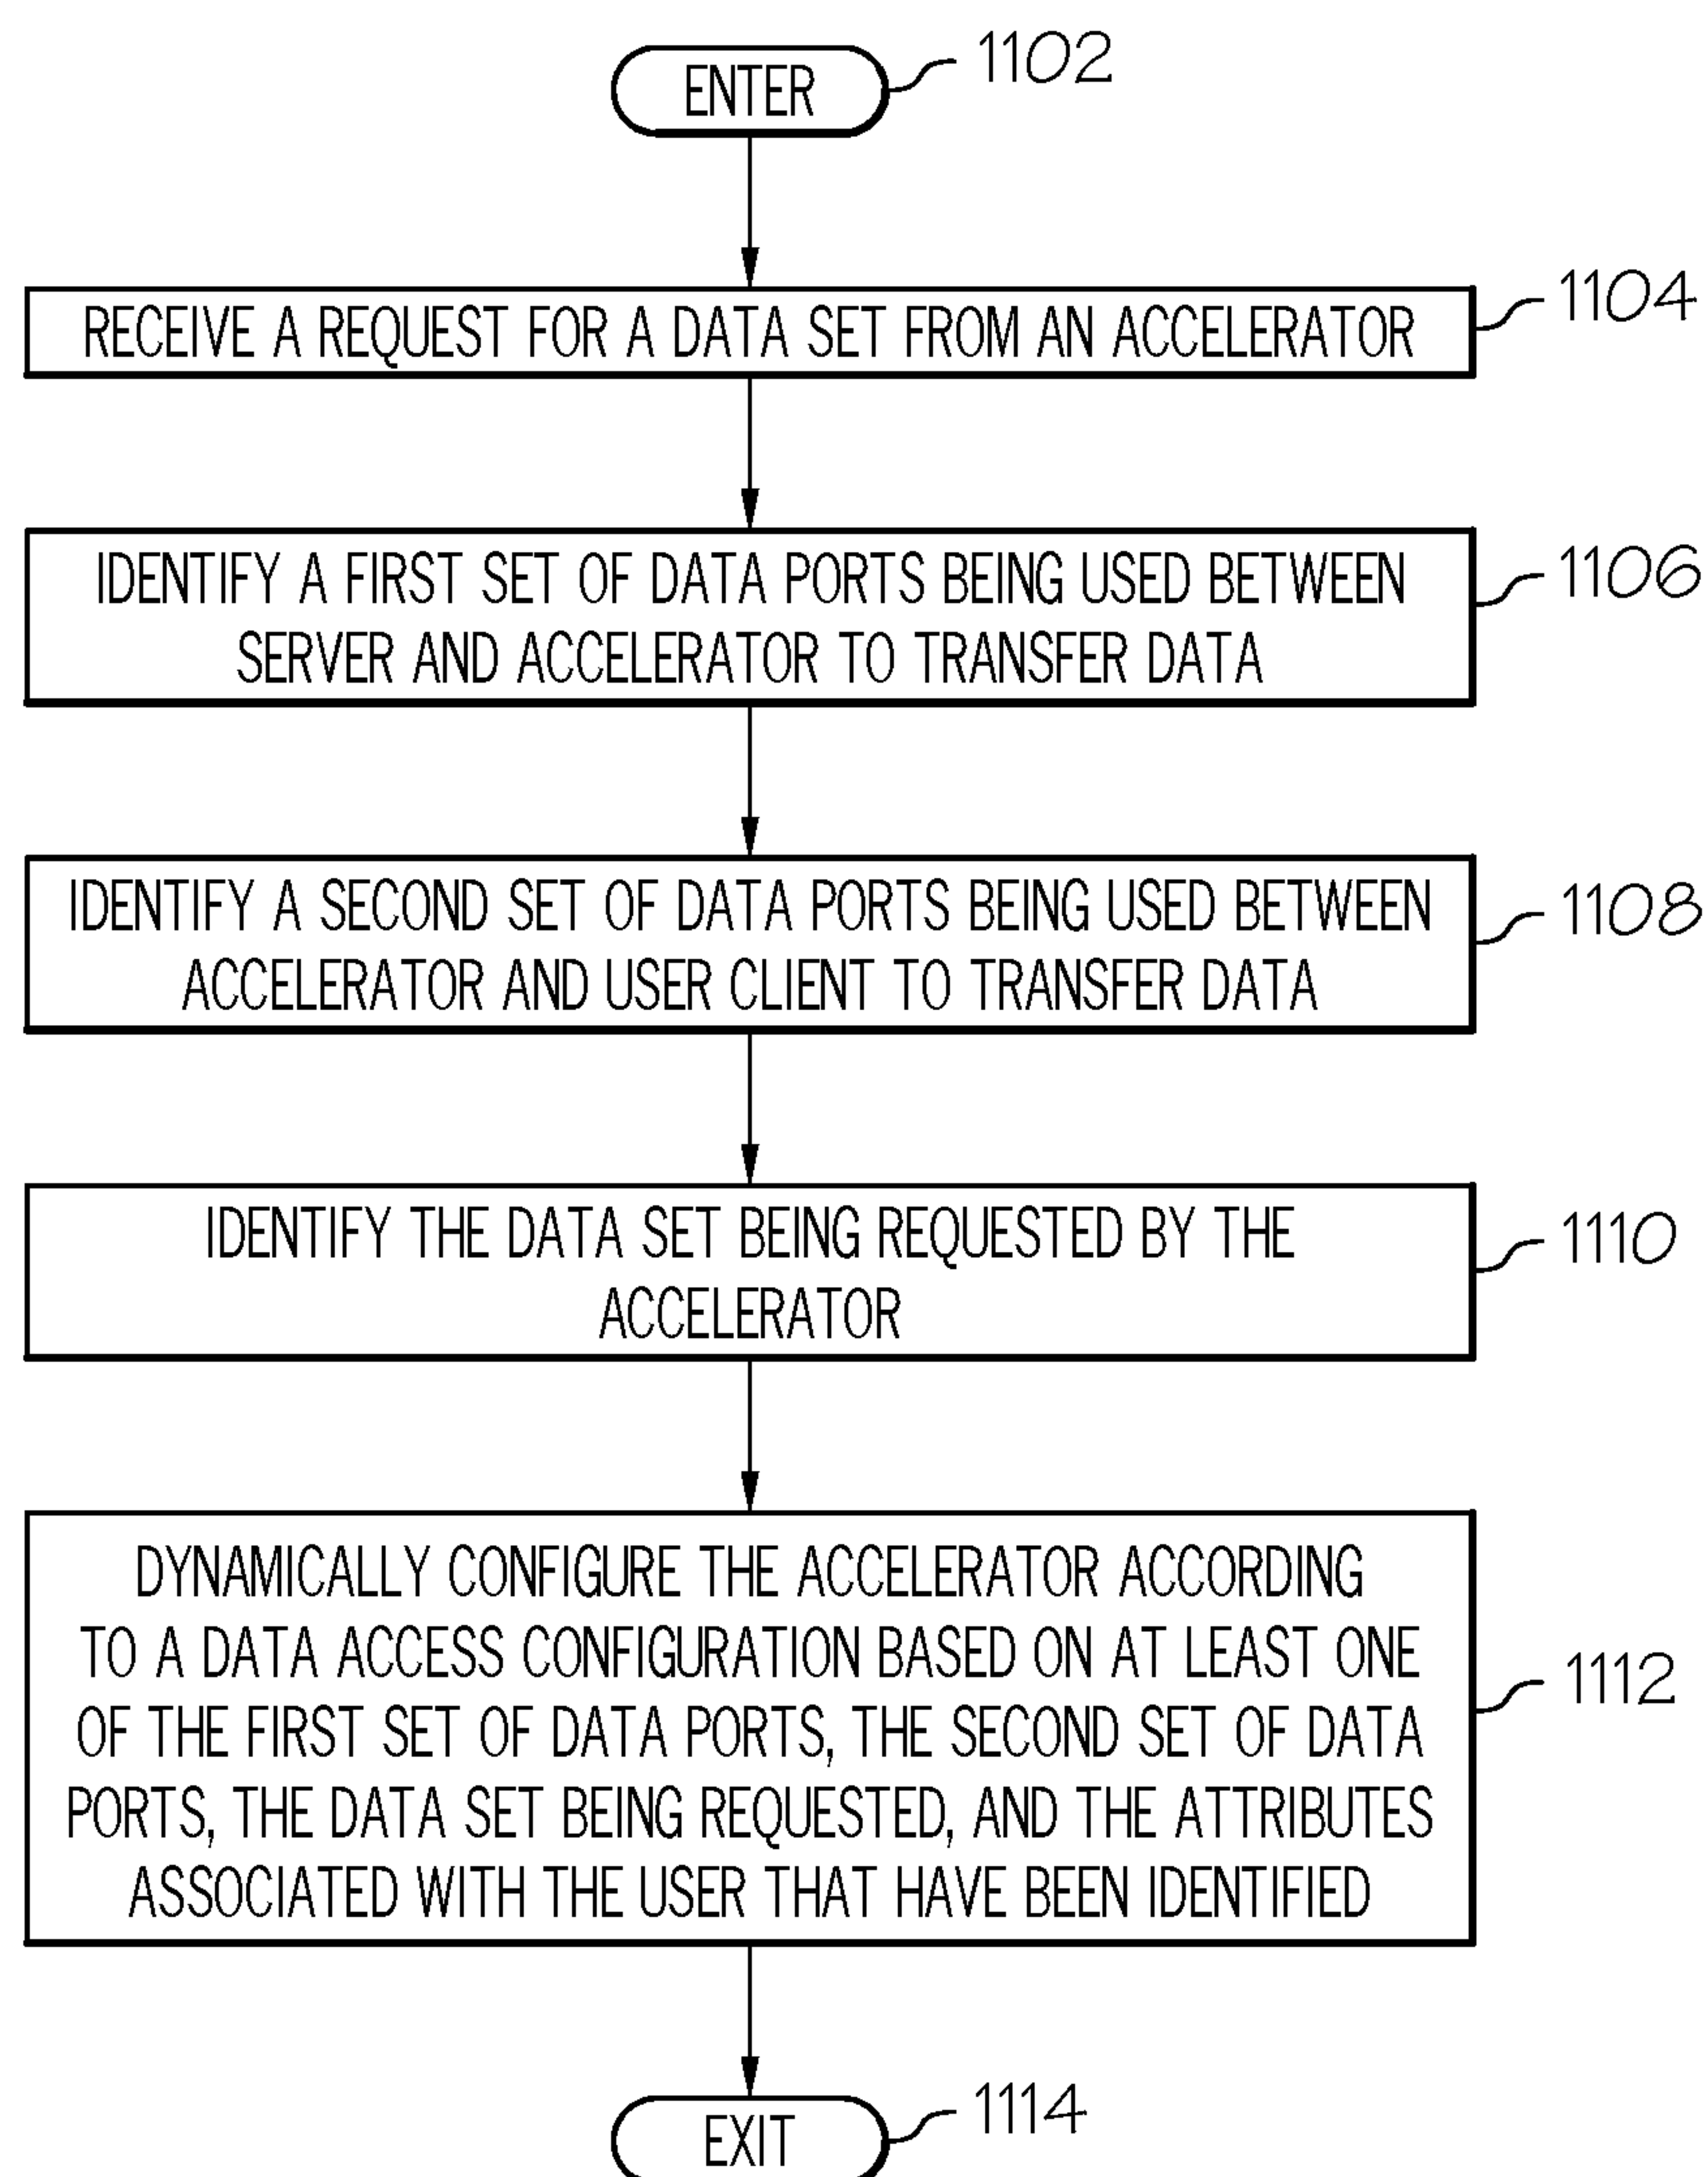 ENTER
1102
RECEIVE A REQUEST FOR A DATA SET FROM AN ACCELERATOR
1104
IDENTIFY A FIRST SET OF DATA PORTS BEING USED BETWEEN
SERVER AND ACCELERATOR TO TRANSFER DATA
1106
IDENTIFY A SECOND SET OF DATA PORTS BEING USED BETWEEN
ACCELERATOR AND USER CLIENT TO TRANSFER DATA
1108
IDENTIFY THE DATA SET BEING REQUESTED BY THE
ACCELERATOR
1110
DYNAMICALLY CONFIGURE THE ACCELERATOR ACCORDING
TO A DATA ACCESS CONFIGURATION BASED ON AT LEAST ONE
OF THE FIRST SET OF DATA PORTS, THE SECOND SET OF DATA
PORTS, THE DATA SET BEING REQUESTED, AND THE ATTRIBUTES
ASSOCIATED WITH THE USER THAT HAVE BEEN IDENTIFIED
1112
EXIT
1114